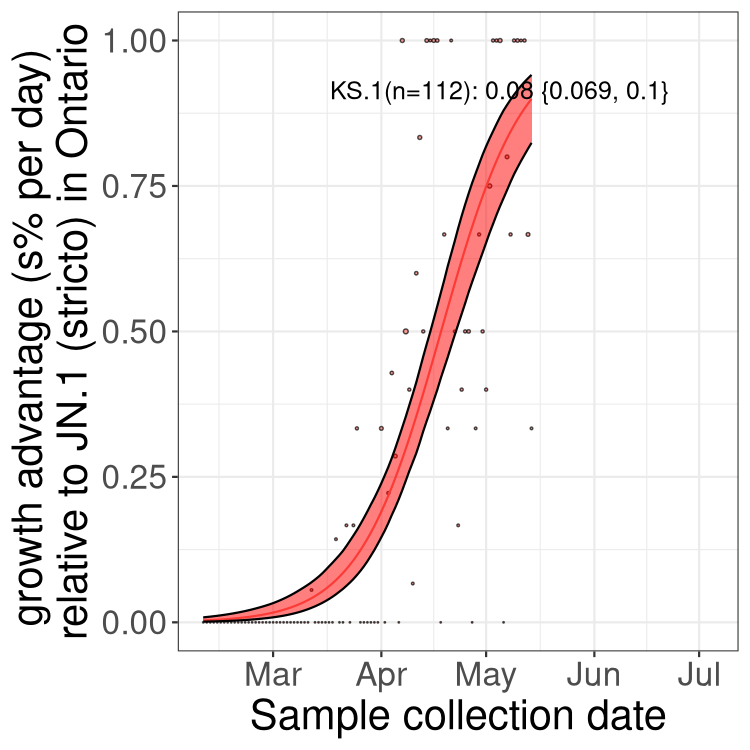 growth advantage (s% per day)
relative to JN.1 (stricto) in Ontario
1.00
0.75
0.50
0.25
0.00
KS.1(n=112): 0.08 {0.069, 0.1}
Mar Apr May Jun Jul
Sample collection date